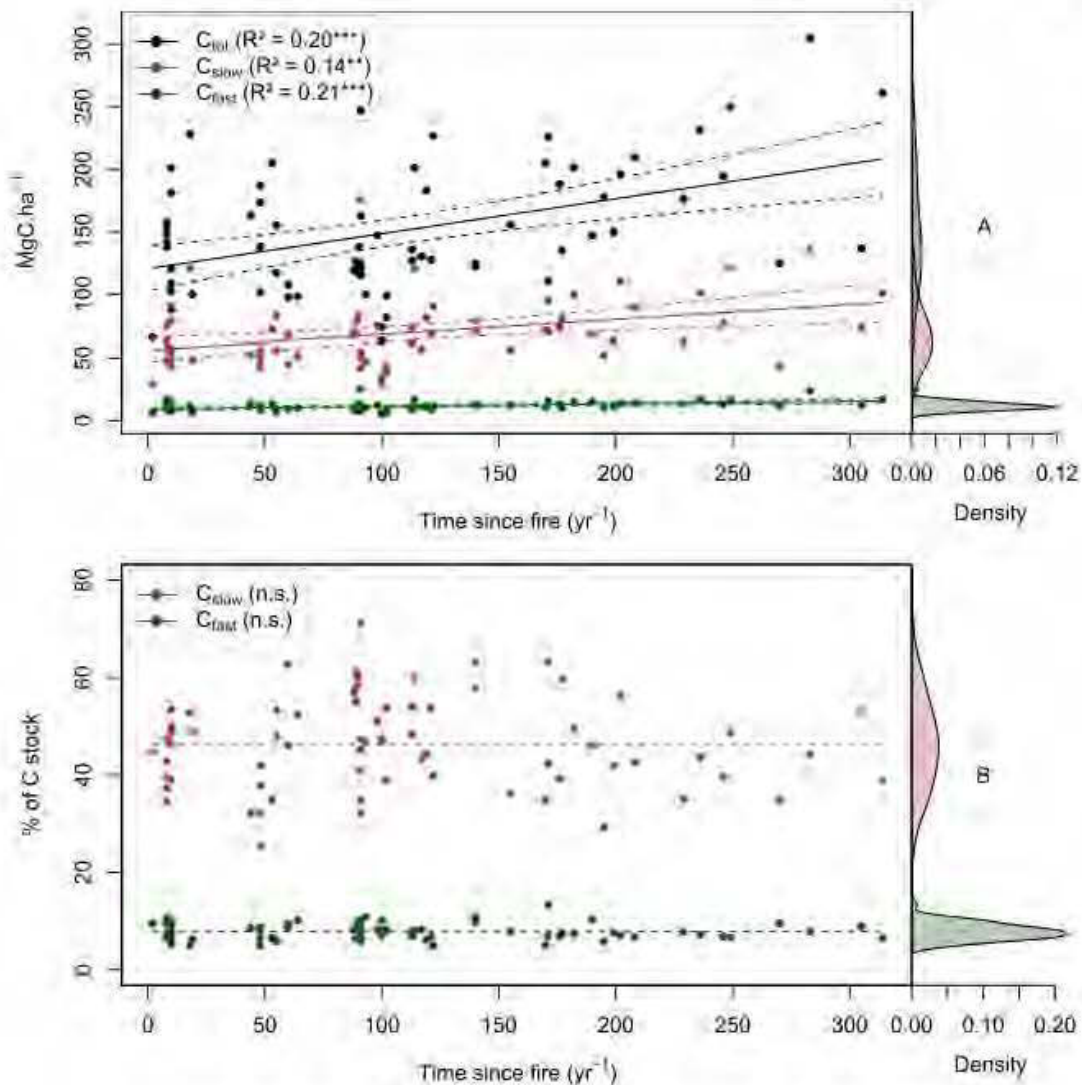 C_tot (R² = 0.20***)
C_slow (R² = 0.14**)
C_fast (R² = 0.21***)
MgC.ha⁻¹
300
250
200
150
100
50
0
0 50 100 150 200 250 300
Time since fire (yr⁻¹)
A
0.00 0.06 0.12
Density
C_slow (n.s.)
C_fast (n.s.)
% of C stock
80
60
40
20
0
0 50 100 150 200 250 300
Time since fire (yr⁻¹)
B
0.00 0.10 0.20
Density